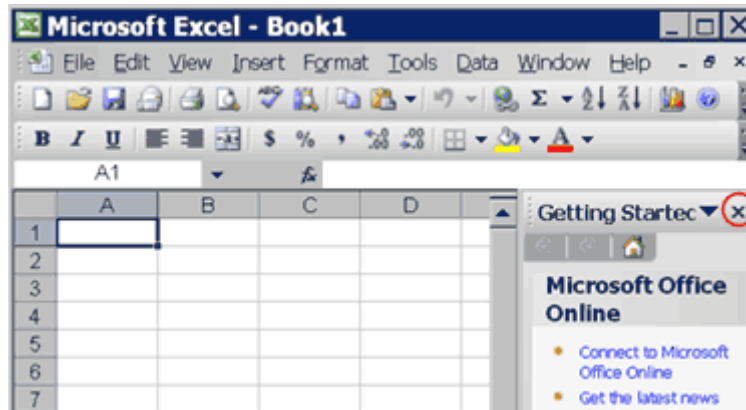 Microsoft Excel - Book1
File Edit View Insert Format Tools Data Window Help
B I U $ % ,
A1 fx
A B C D
Getting Startec
1
2
Microsoft Office
3
Online
4
5
Connect to Microsoft
6
Office Online
7
Get the latest news